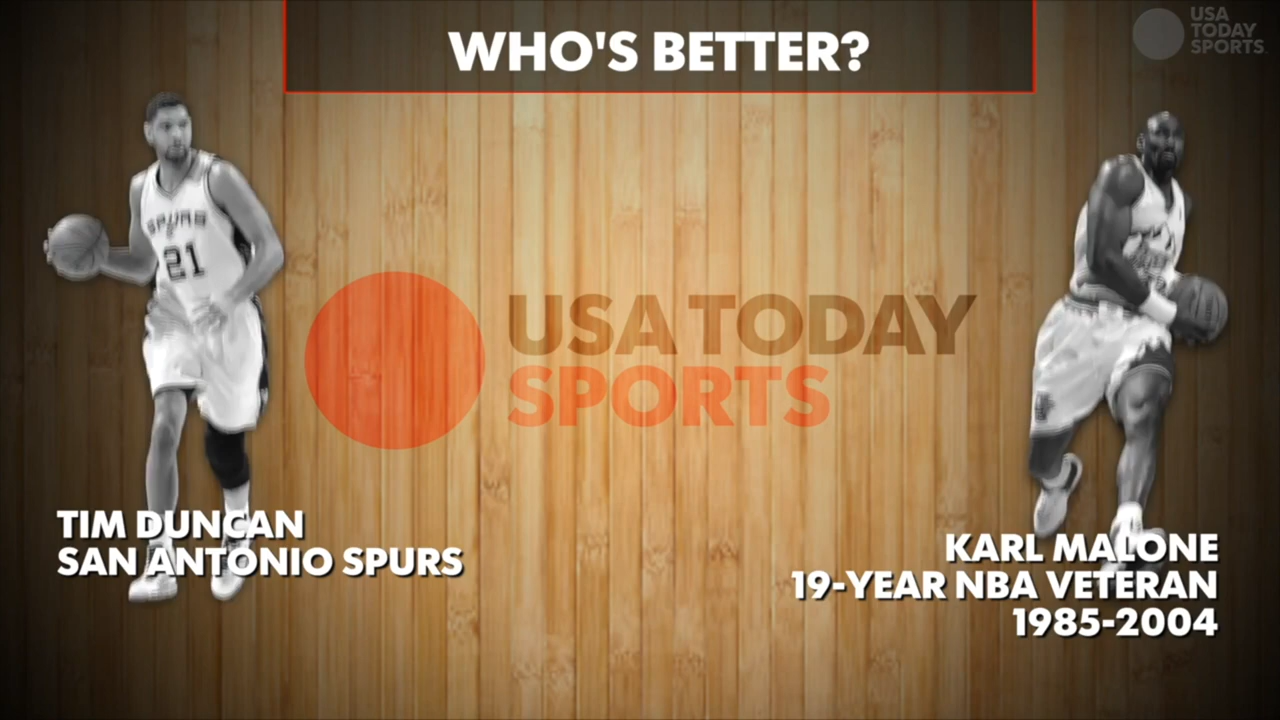 WHO'S BETTER?
USA
TODAY
SPORTS
SPURS
21
USA TODAY
SPORTS
TIM DUNCAN
SAN ANTONIO SPURS
KARL MALONE
19-YEAR NBA VETERAN
1985-2004